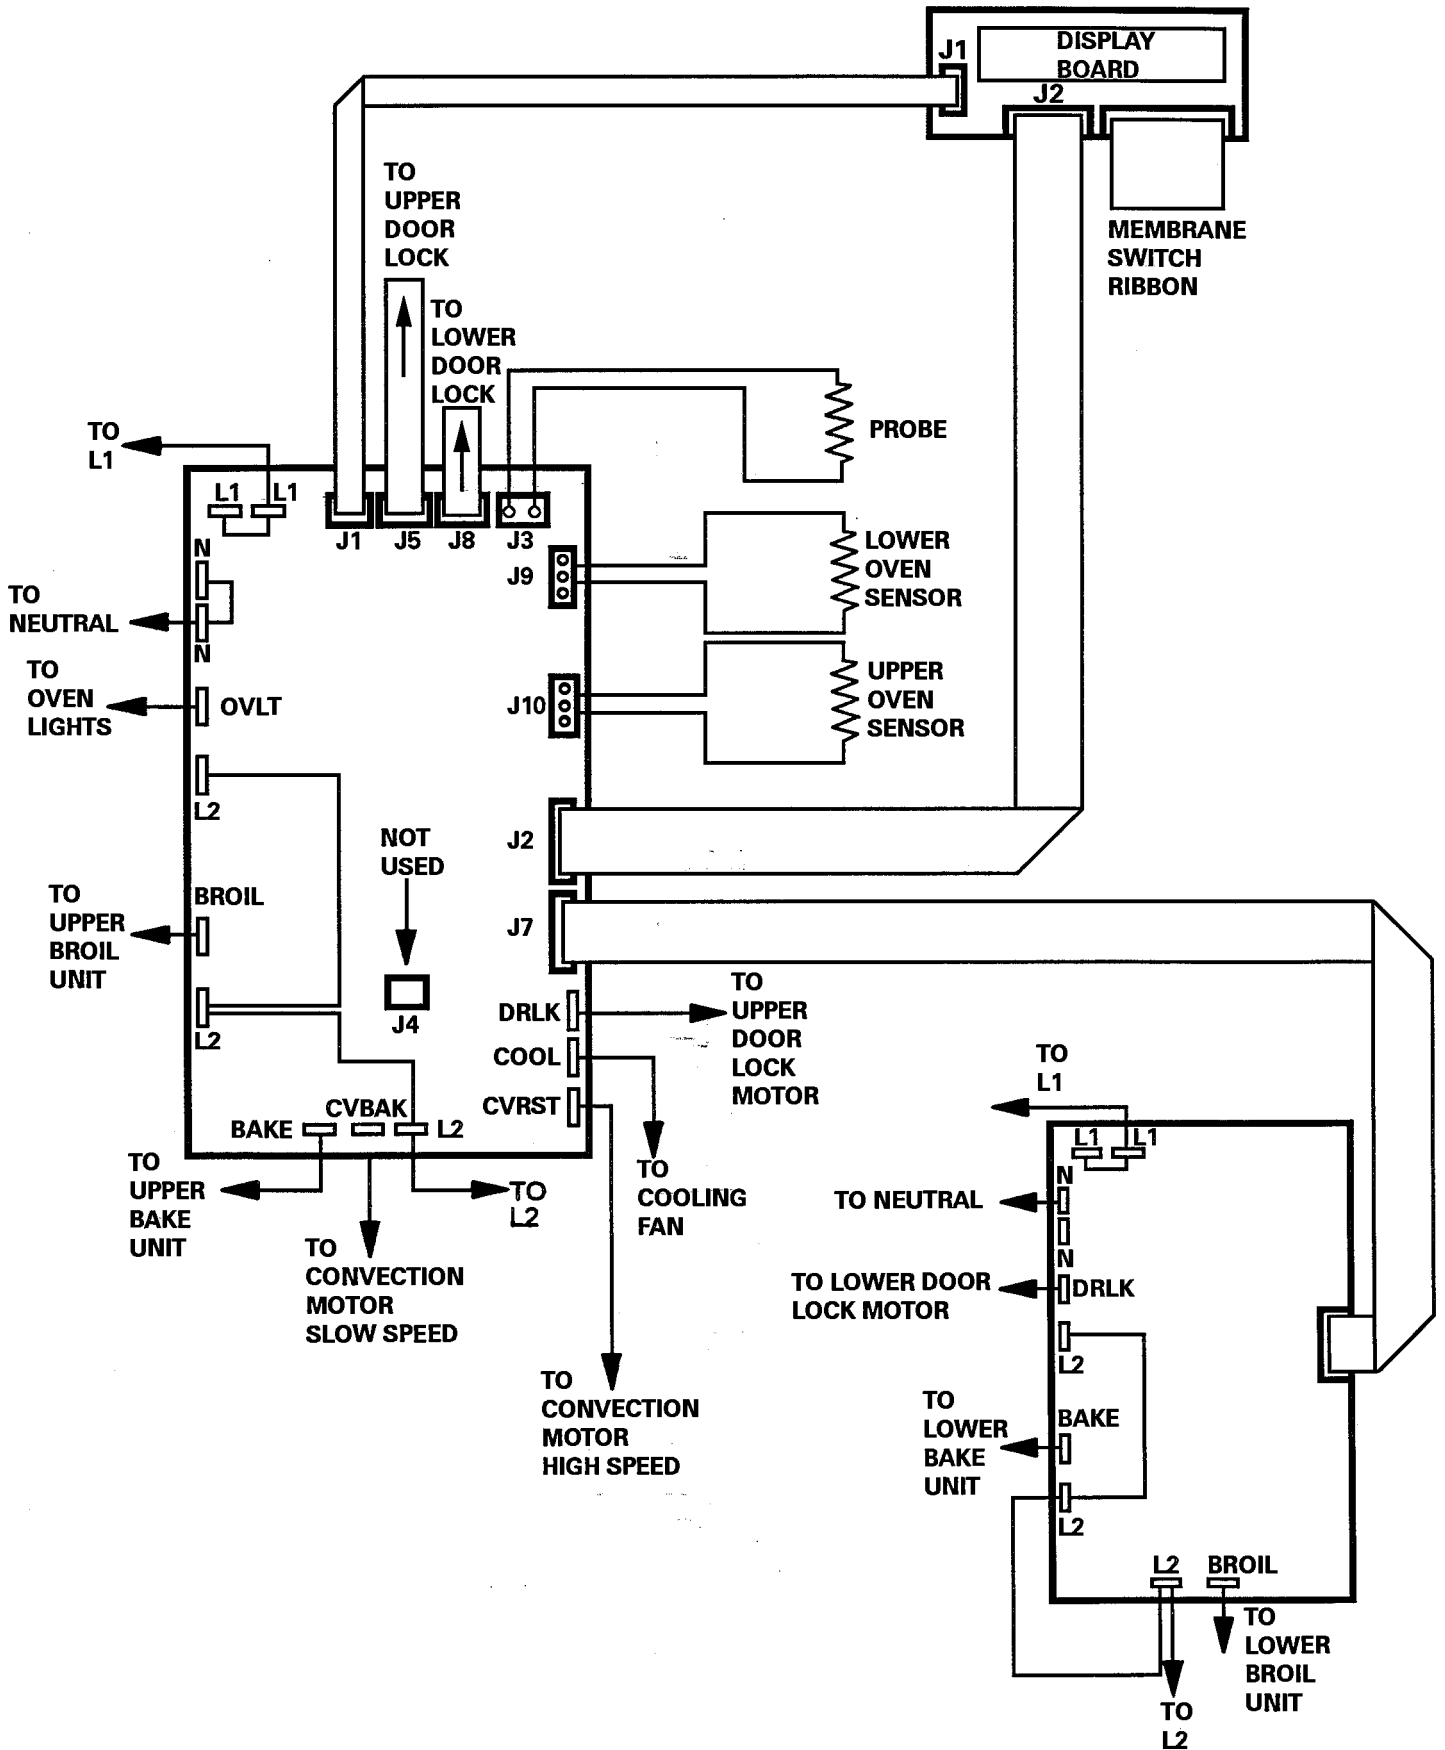 DISPLAY
BOARD
J1
J2
MEMBRANE
SWITCH
RIBBON
TO
UPPER
DOOR
LOCK
TO
LOWER
DOOR
LOCK
PROBE
TO
L1
L1
L1
J1
J5
J8
J3
N
J9
LOWER
OVEN
SENSOR
TO
NEUTRAL
N
TO
OVEN
LIGHTS
OVLT
J10
UPPER
OVEN
SENSOR
L2
NOT
USED
J2
BROIL
TO
UPPER
BROIL
UNIT
J7
L2
J4
DRLK
TO
UPPER
DOOR
LOCK
MOTOR
COOL
CVRST
CVBAK
BAKE
L2
TO
UPPER
BAKE
UNIT
TO
L2
TO
COOLING
FAN
TO
CONVECTION
MOTOR
SLOW SPEED
TO
CONVECTION
MOTOR
HIGH SPEED
TO
L1
L1
L1
N
TO NEUTRAL
N
TO LOWER DOOR
LOCK MOTOR
DRLK
L2
TO
LOWER
BAKE
UNIT
BAKE
L2
L2
BROIL
TO
LOWER
BROIL
UNIT
TO
L2